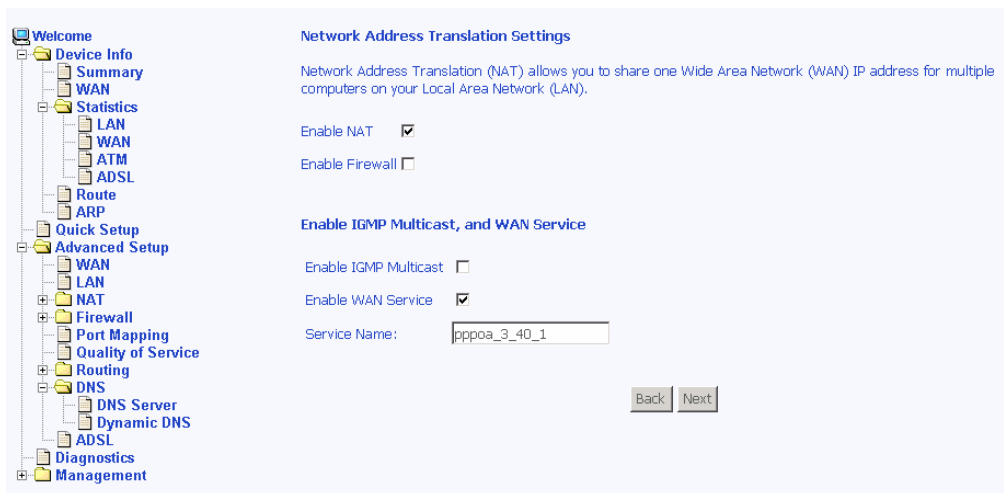 Welcome
Device Info
Summary
WAN
Statistics
LAN
WAN
ATM
ADSL
Route
ARP
Quick Setup
Advanced Setup
WAN
LAN
NAT
Firewall
Port Mapping
Quality of Service
Routing
DNS
DNS Server
Dynamic DNS
ADSL
Diagnostics
Management
Network Address Translation Settings
Network Address Translation (NAT) allows you to share one Wide Area Network (WAN) IP address for multiple
computers on your Local Area Network (LAN).
Enable NAT
Enable Firewall
Enable IGMP Multicast, and WAN Service
Enable IGMP Multicast
Enable WAN Service
Service Name: pppoa_3_40_1
Back Next